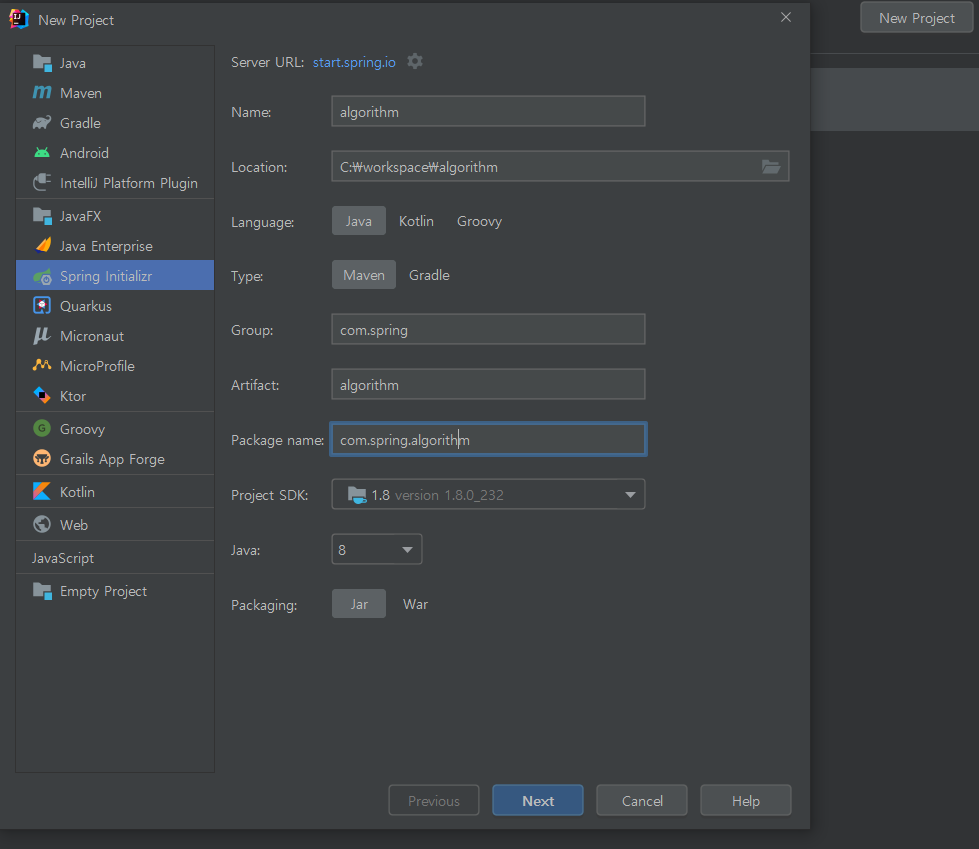 New Project
New Project
Java
Maven
Gradle
Android
IntelliJ Platform Plugin
JavaFX
Java Enterprise
Spring Initializr
Quarkus
Micronaut
MicroProfile
Ktor
Groovy
Grails App Forge
Kotlin
Web
JavaScript
Empty Project
Server URL: start.spring.io
Name: algorithm
Location: C:₩workspace₩algorithm
Language: Java Kotlin Groovy
Type: Maven Gradle
Group: com.spring
Artifact: algorithm
Package name: com.spring.algorithm
Project SDK: 1.8 version 1.8.0_232
Java: 8
Packaging: Jar War
Previous Next Cancel Help